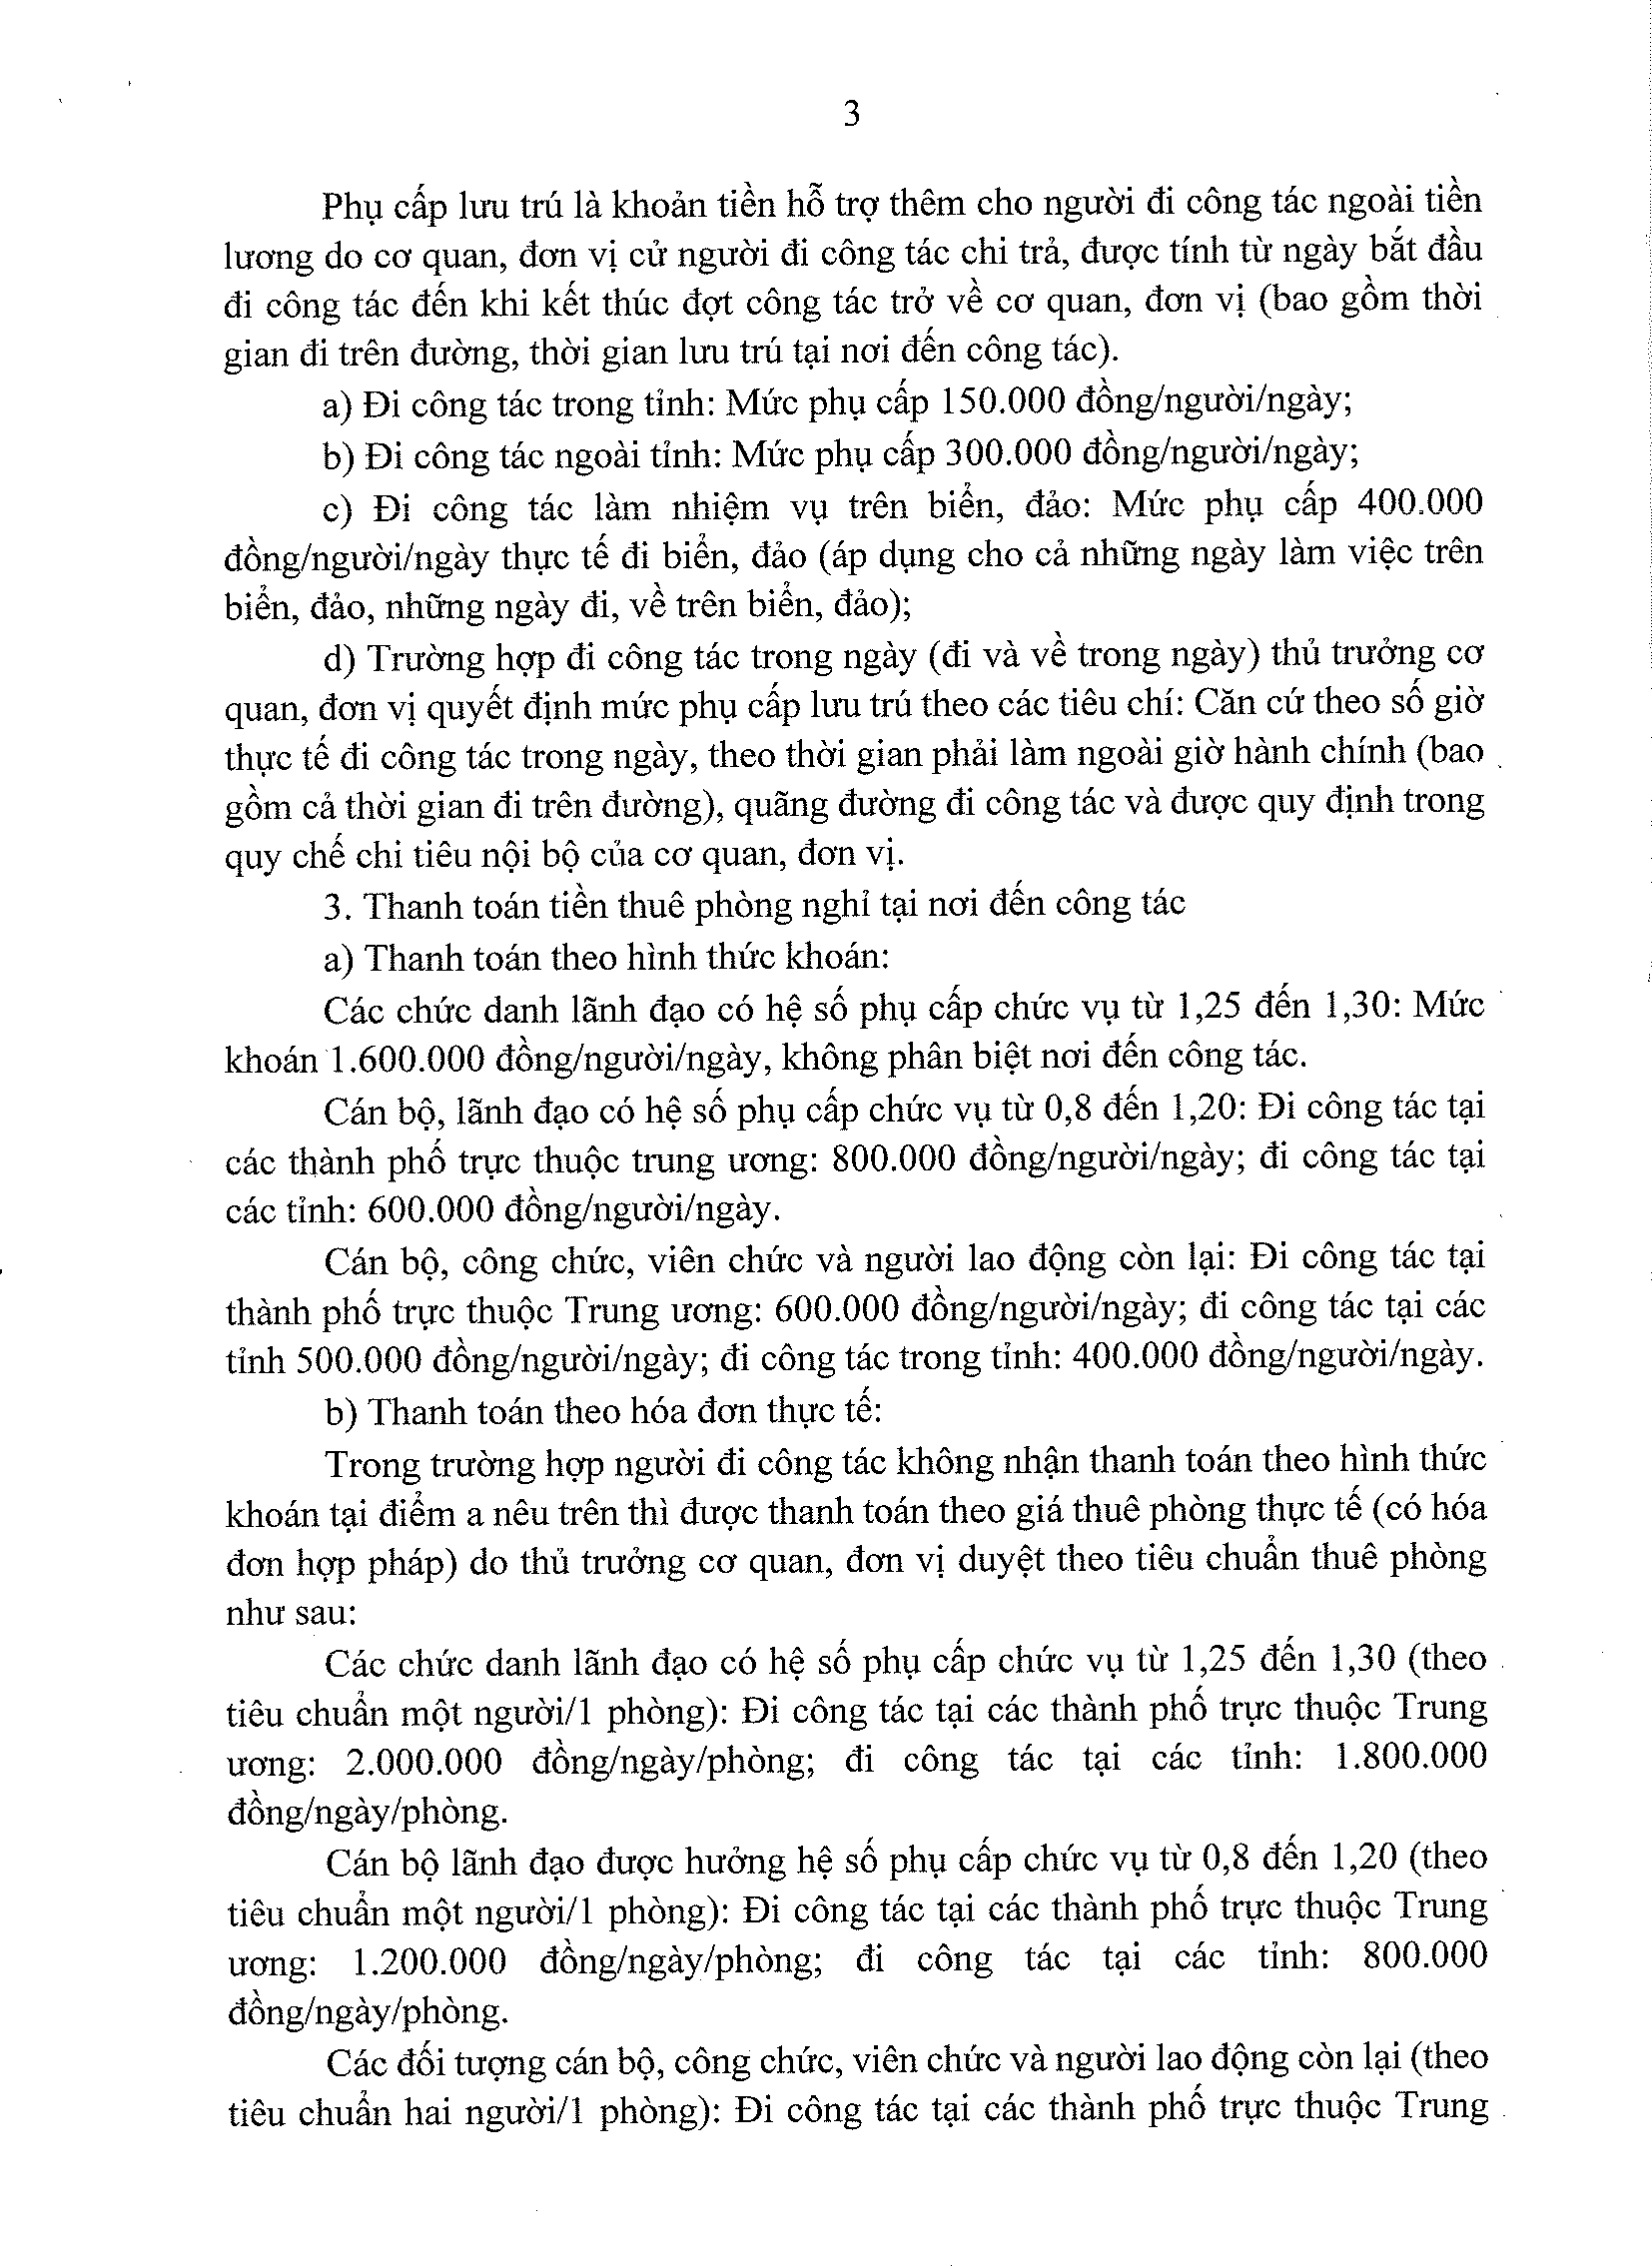 3
Phụ cấp lưu trú là khoản tiền hỗ trợ thêm cho người đi công tác ngoài tiền
lương do cơ quan, đơn vị cử người đi công tác chi trả, được tính từ ngày bắt đầu
đi công tác đến khi kết thúc đợt công tác trở về cơ quan, đơn vị (bao gồm thời
gian đi trên đường, thời gian lưu trú tại nơi đến công tác).
a) Đi công tác trong tỉnh: Mức phụ cấp 150.000 đồng/người/ngày;
b) Đi công tác ngoài tỉnh: Mức phụ cấp 300.000 đồng/người/ngày;
c) Đi công tác làm nhiệm vụ trên biển, đảo: Mức phụ cấp 400.000
đồng/người/ngày thực tế đi biển, đảo (áp dụng cho cả những ngày làm việc trên
biển, đảo, những ngày đi, về trên biển, đảo);
d) Trường hợp đi công tác trong ngày (đi và về trong ngày) thủ trưởng cơ
quan, đơn vị quyết định mức phụ cấp lưu trú theo các tiêu chí: Căn cứ theo số giờ
thực tế đi công tác trong ngày, theo thời gian phải làm ngoài giờ hành chính (bao
gồm cả thời gian đi trên đường), quãng đường đi công tác và được quy định trong
quy chế chi tiêu nội bộ của cơ quan, đơn vị.
3. Thanh toán tiền thuê phòng nghỉ tại nơi đến công tác
a) Thanh toán theo hình thức khoán:
Các chức danh lãnh đạo có hệ số phụ cấp chức vụ từ 1,25 đến 1,30: Mức
khoán 1.600.000 đồng/người/ngày, không phân biệt nơi đến công tác.
Cán bộ, lãnh đạo có hệ số phụ cấp chức vụ từ 0,8 đến 1,20: Đi công tác tại
các thành phố trực thuộc trung ương: 800.000 đồng/người/ngày; đi công tác tại
các tỉnh: 600.000 đồng/người/ngày.
Cán bộ, công chức, viên chức và người lao động còn lại: Đi công tác tại
thành phố trực thuộc Trung ương: 600.000 đồng/người/ngày; đi công tác tại các
tỉnh 500.000 đồng/người/ngày; đi công tác trong tỉnh: 400.000 đồng/người/ngày.
b) Thanh toán theo hóa đơn thực tế:
Trong trường hợp người đi công tác không nhận thanh toán theo hình thức
khoán tại điểm a nêu trên thì được thanh toán theo giá thuê phòng thực tế (có hóa
đơn hợp pháp) do thủ trưởng cơ quan, đơn vị duyệt theo tiêu chuẩn thuê phòng
như sau:
Các chức danh lãnh đạo có hệ số phụ cấp chức vụ từ 1,25 đến 1,30 (theo
tiêu chuẩn một người/1 phòng): Đi công tác tại các thành phố trực thuộc Trung
ương: 2.000.000 đồng/ngày/phòng; đi công tác tại các tỉnh: 1.800.000
đồng/ngày/phòng.
Cán bộ lãnh đạo được hưởng hệ số phụ cấp chức vụ từ 0,8 đến 1,20 (theo
tiêu chuẩn một người/1 phòng): Đi công tác tại các thành phố trực thuộc Trung
ương: 1.200.000 đồng/ngày/phòng; đi công tác tại các tỉnh: 800.000
đồng/ngày/phòng.
Các đối tượng cán bộ, công chức, viên chức và người lao động còn lại (theo
tiêu chuẩn hai người/1 phòng): Đi công tác tại các thành phố trực thuộc Trung